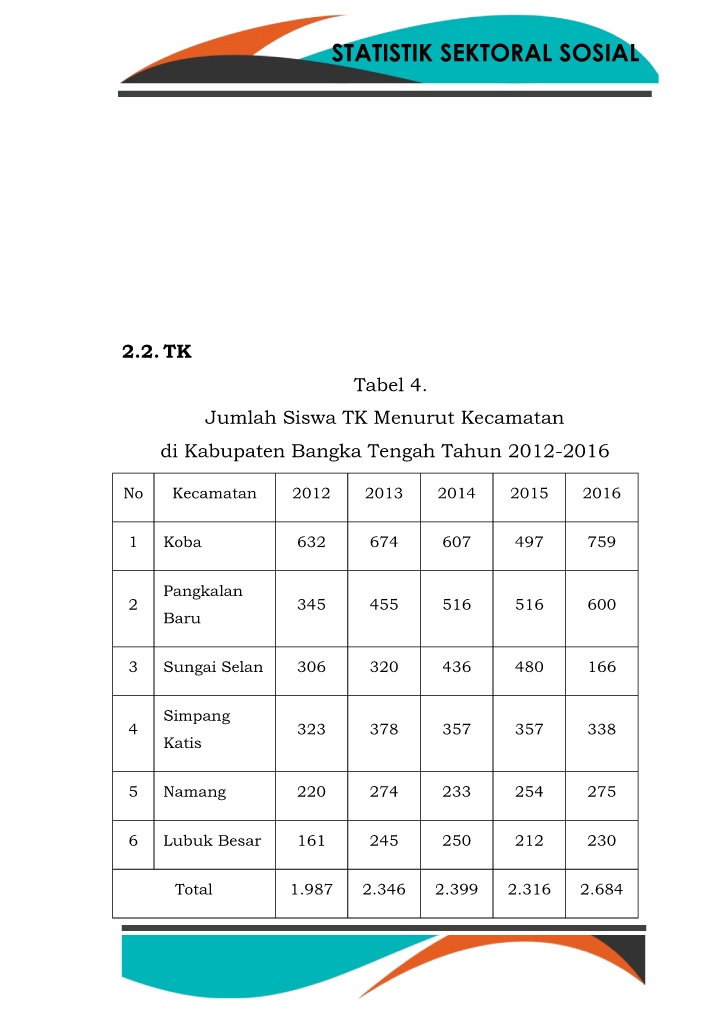 STATISTIK SEKTORAL SOSIAL
2.2. TK
Tabel 4.
Jumlah Siswa TK Menurut Kecamatan
di Kabupaten Bangka Tengah Tahun 2012-2016
No Kecamatan 2012 2013 2014 2015 2016
1 Koba 632 674 607 497 759
2 Pangkalan Baru 345 455 516 516 600
3 Sungai Selan 306 320 436 480 166
4 Simpang Katis 323 378 357 357 338
5 Namang 220 274 233 254 275
6 Lubuk Besar 161 245 250 212 230
Total 1.987 2.346 2.399 2.316 2.684